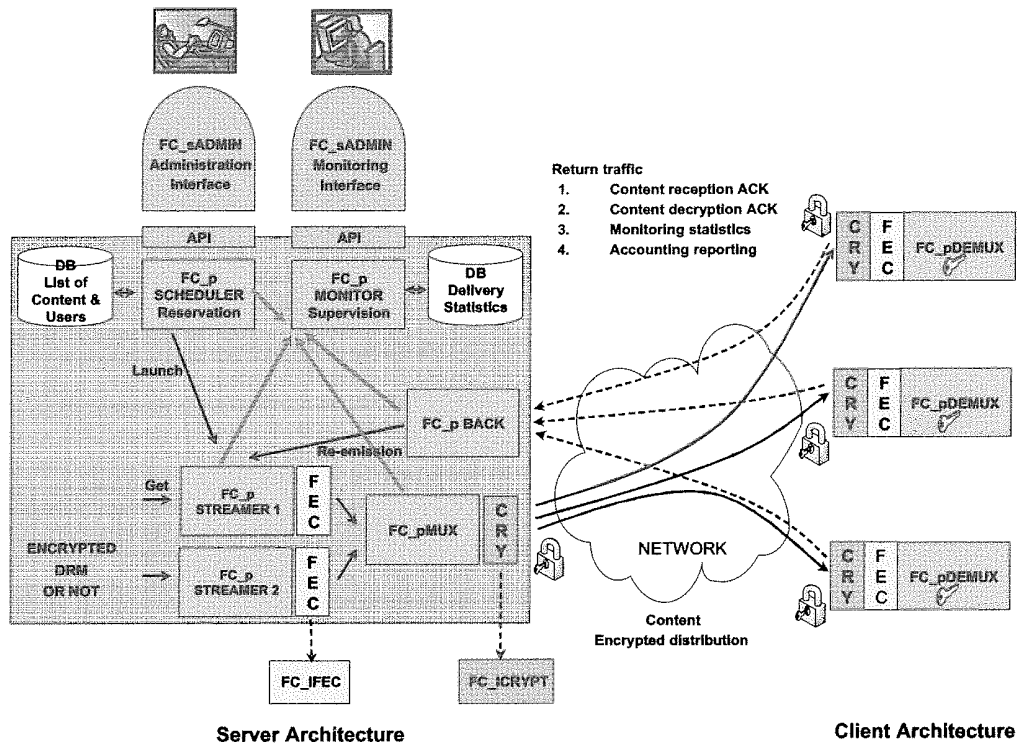 FC_sADMIN
Administration
Interface
FC_sADMIN
Monitoring
Interface
Return traffic
1. Content reception ACK
2. Content decryption ACK
3. Monitoring statistics
4. Accounting reporting
API
API
DB
List of
Content &
Users
FC_p
SCHEDULER
Reservation
FC_p
MONITOR
Supervision
DB
Delivery
Statistics
Launch
FC_p BACK
Re-emission
Get
FC_p
STREAMER 1
F
E
C
FC_pMUX
C
R
Y
ENCRYPTED
DRM
OR NOT
FC_p
STREAMER 2
F
E
C
FC_IFEC
FC_ICRYPT
NETWORK
Content
Encrypted distribution
C
R
Y
F
E
C
FC_pDEMUX
C
R
Y
F
E
C
FC_pDEMUX
C
R
Y
F
E
C
FC_pDEMUX
Server Architecture
Client Architecture